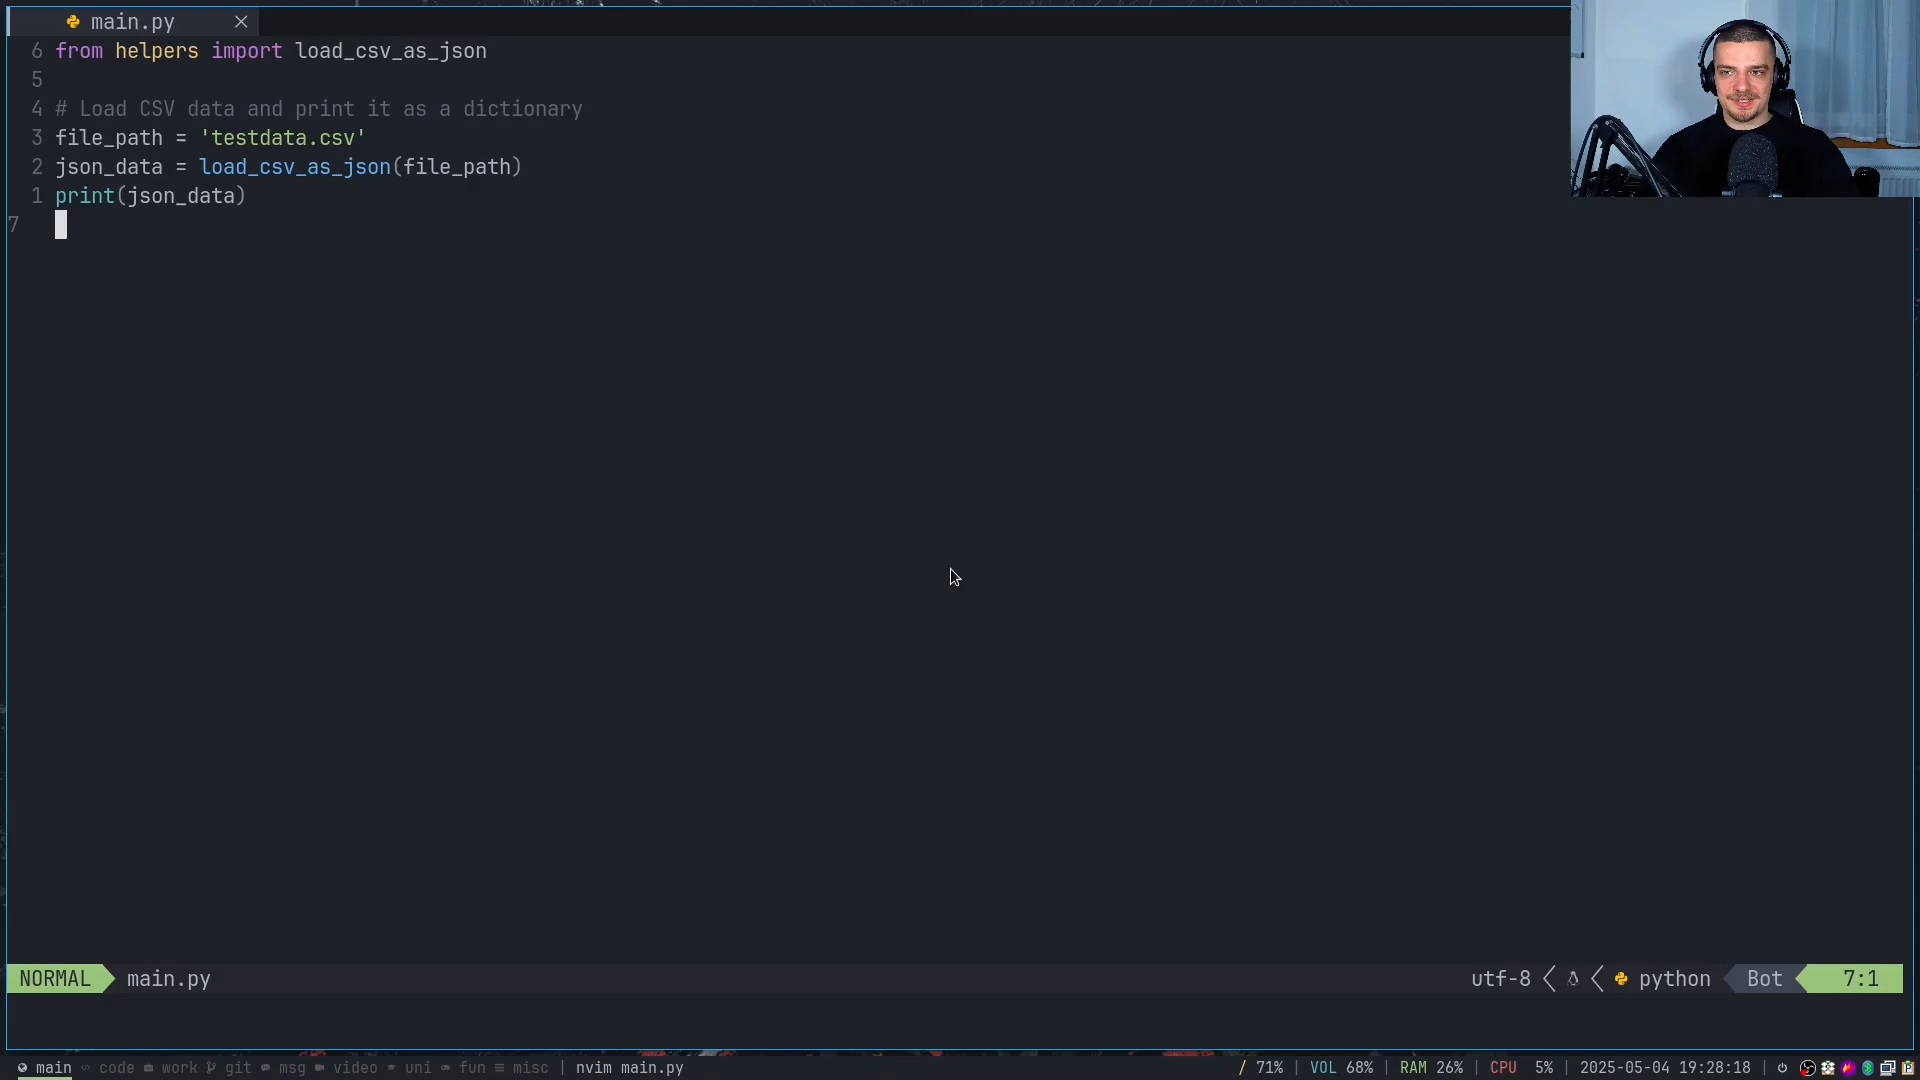 main.py
6 from helpers import load_csv_as_json
5
4 # Load CSV data and print it as a dictionary
3 file_path = 'testdata.csv'
2 json_data = load_csv_as_json(file_path)
1 print(json_data)
7
NORMAL main.py utf-8 python Bot 7:1
main code work git msg video uni fun misc | nvim main.py / 71% | VOL 68% | RAM 26% | CPU 5% | 2025-05-04 19:28:18 |